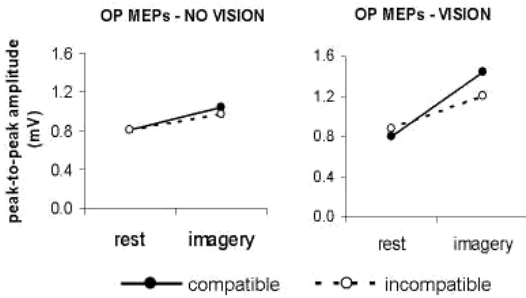 OP MEPs - NO VISION
OP MEPs - VISION
peak-to-peak amplitude
(mV)
1.6
1.2
0.8
0.4
0.0
rest
imagery
1.6
1.2
0.8
0.4
0.0
rest
imagery
compatible
incompatible